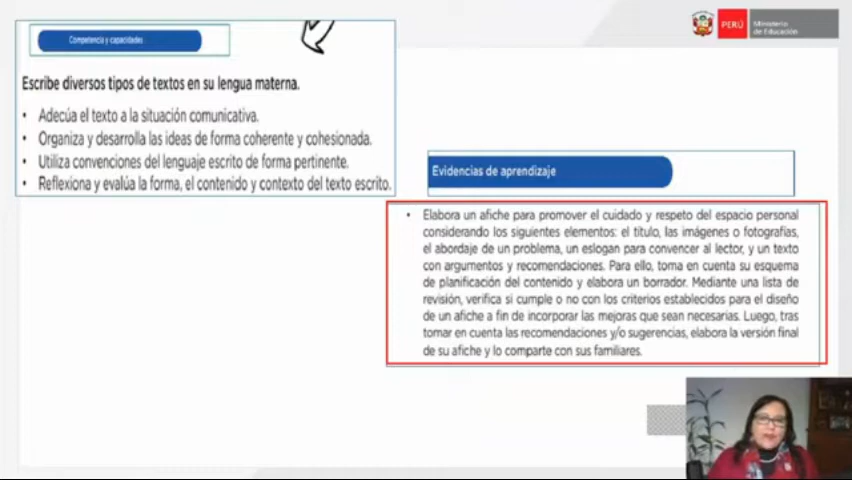 PERÚ
Ministerio
de Educación
Competencia y capacidades
Escribe diversos tipos de textos en su lengua materna.
• Adecúa el texto a la situación comunicativa.
• Organiza y desarrolla las ideas de forma coherente y cohesionada.
• Utiliza convenciones del lenguaje escrito de forma pertinente.
• Reflexiona y evalúa la forma, el contenido y contexto del texto escrito.
Evidencias de aprendizaje
• Elabora un afiche para promover el cuidado y respeto del espacio personal
considerando los siguientes elementos: el título, las imágenes o fotografías,
el abordaje de un problema, un eslogan para convencer al lector, y un texto
con argumentos y recomendaciones. Para ello, toma en cuenta su esquema
de planificación del contenido y elabora un borrador. Mediante una lista de
revisión, verifica si cumple o no con los criterios establecidos para el diseño
de un afiche a fin de incorporar las mejoras que sean necesarias. Luego, tras
tomar en cuenta las recomendaciones y/o sugerencias, elabora la versión final
de su afiche y lo comparte con sus familiares.